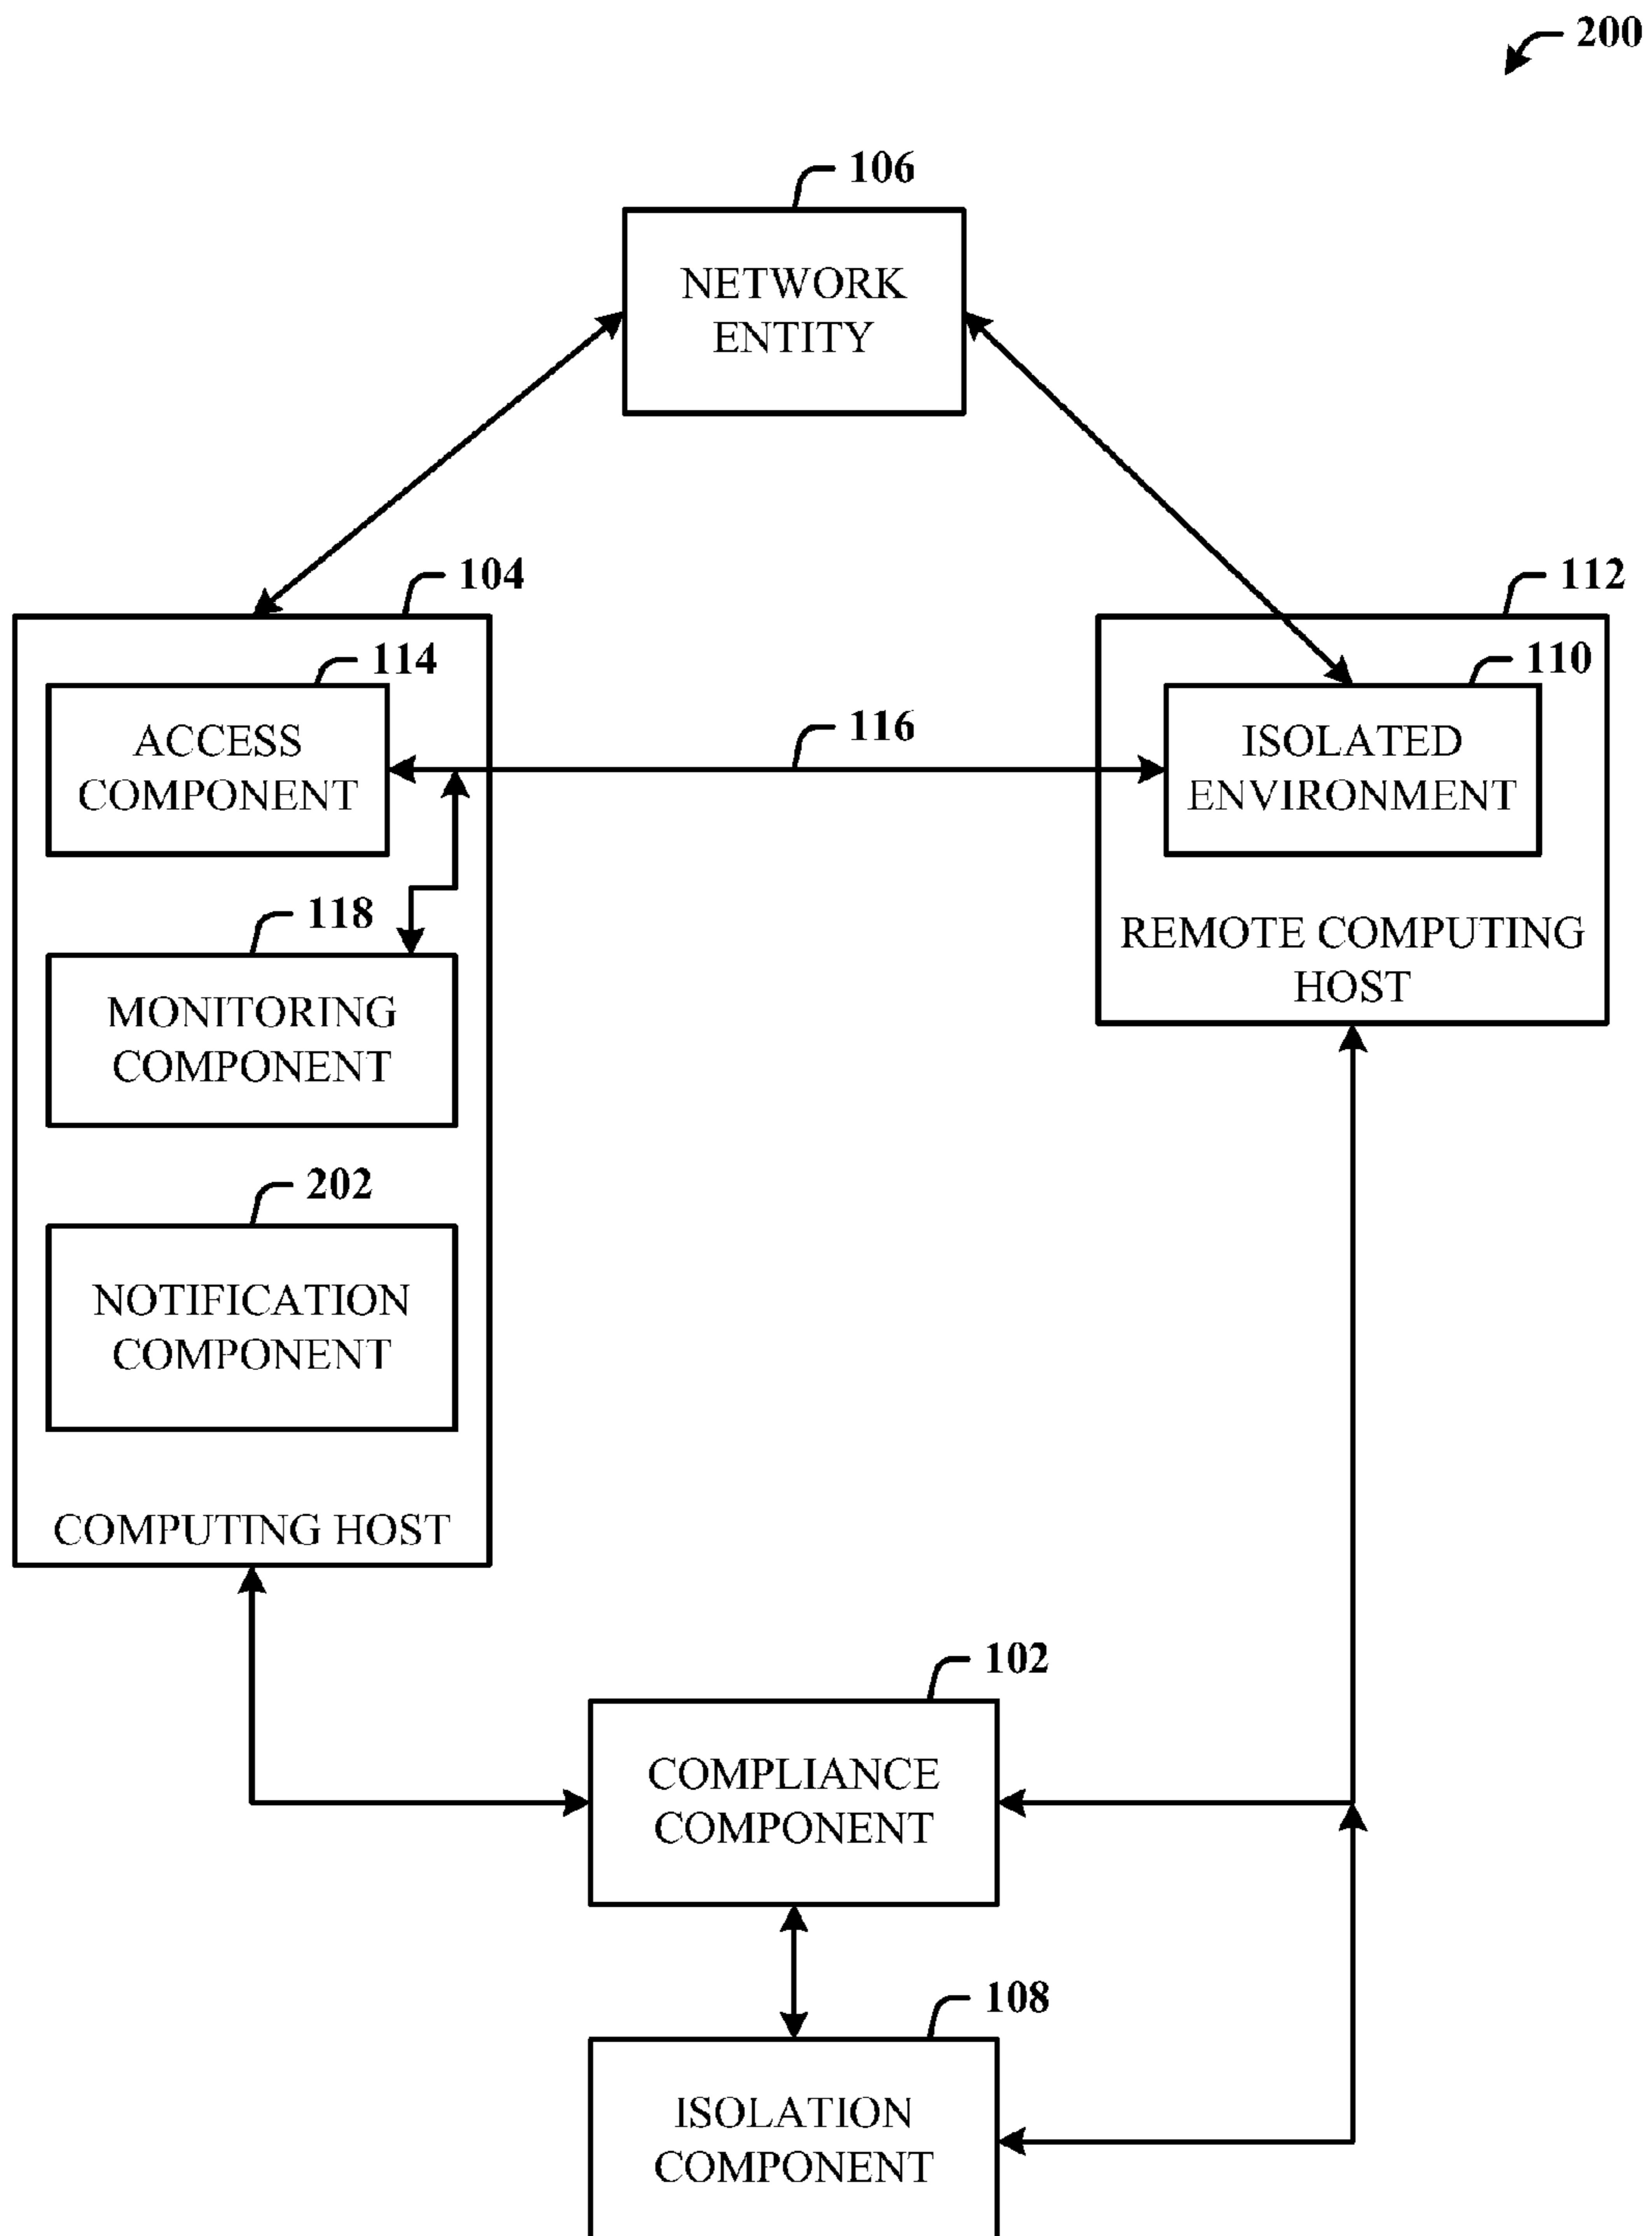 200
106
NETWORK
ENTITY
104
112
114
110
ACCESS
COMPONENT
116
ISOLATED
ENVIRONMENT
118
REMOTE COMPUTING
HOST
MONITORING
COMPONENT
202
NOTIFICATION
COMPONENT
COMPUTING HOST
102
COMPLIANCE
COMPONENT
108
ISOLATION
COMPONENT